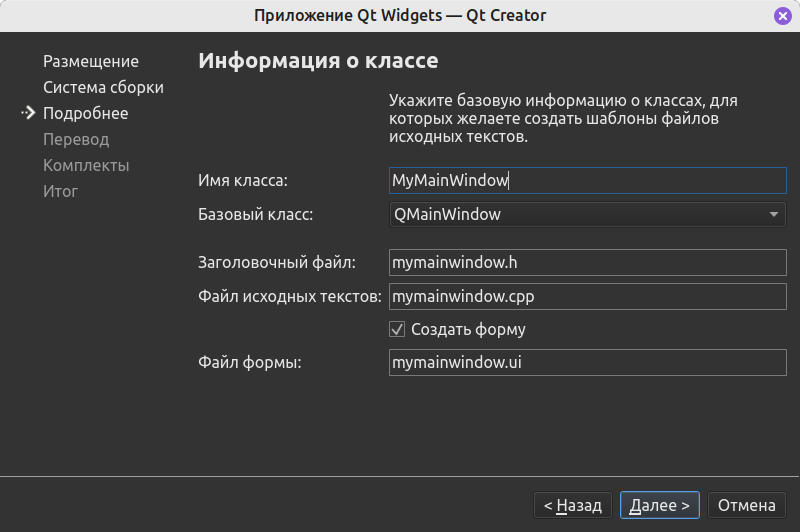 Приложение Qt Widgets — Qt Creator
Размещение
Система сборки
Подробнее
Перевод
Комплекты
Итог
Информация о классе
Укажите базовую информацию о классах, для
которых желаете создать шаблоны файлов
исходных текстов.
Имя класса: MyMainWindow
Базовый класс: QMainWindow
Заголовочный файл: mymainwindow.h
Файл исходных текстов: mymainwindow.cpp
Создать форму
Файл формы: mymainwindow.ui
< Назад Далее > Отмена